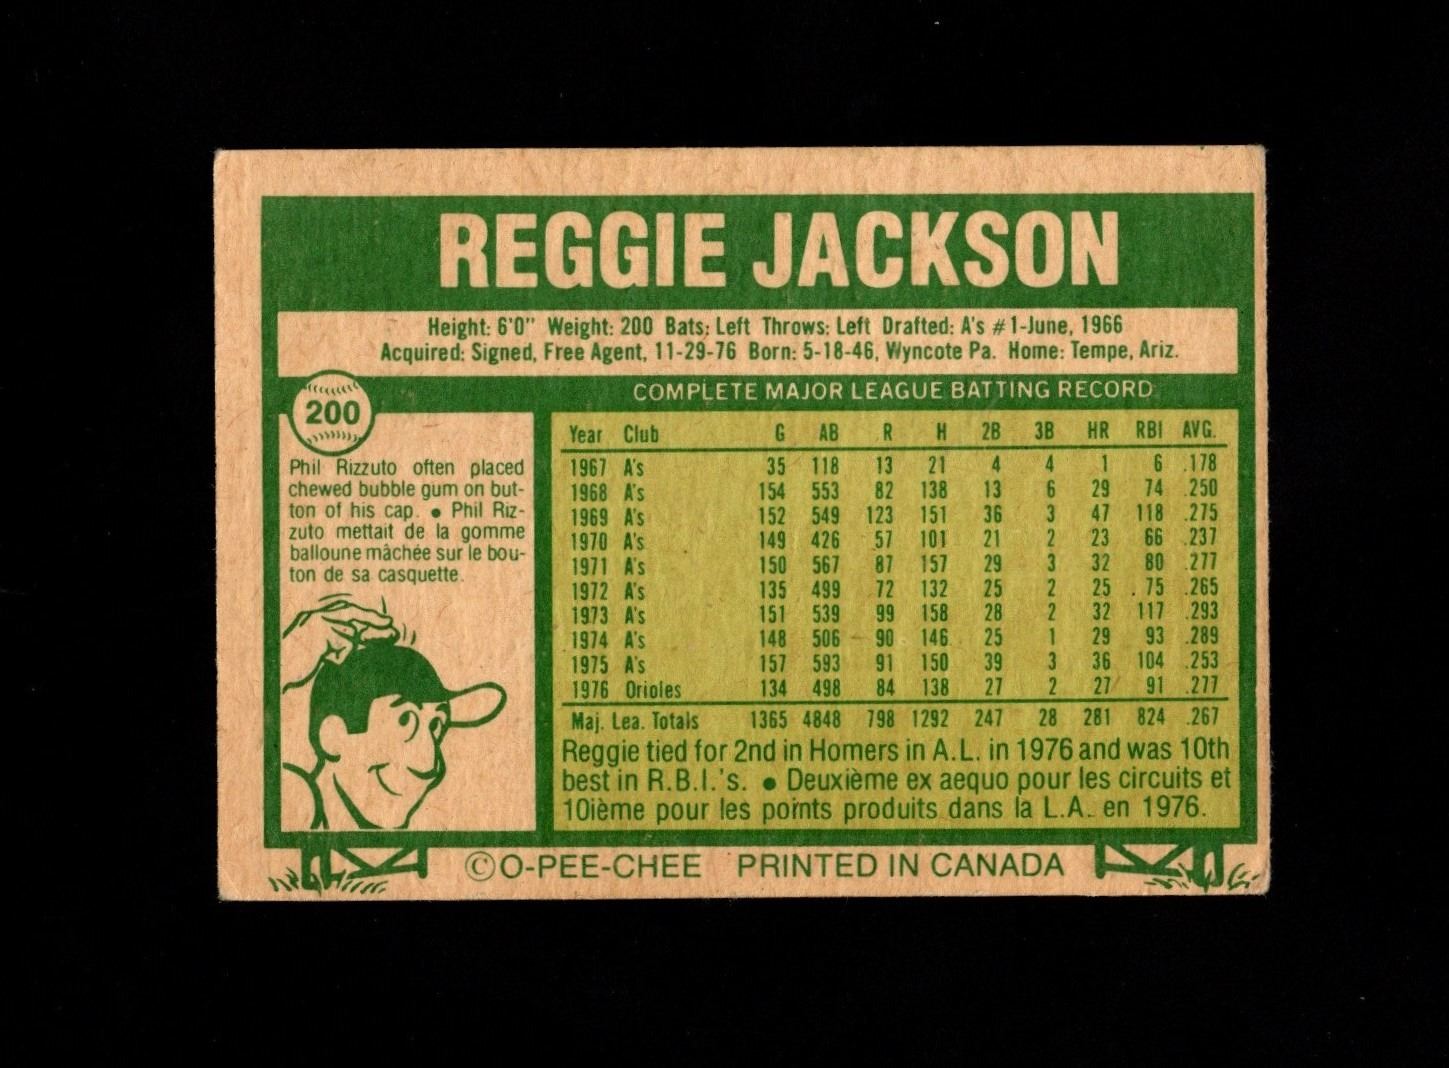 REGGIE JACKSON
Height: 6'0" Weight: 200 Bats: Left Throws: Left Drafted: A's #1-June, 1966
Acquired: Signed, Free Agent, 11-29-76 Born: 5-18-46, Wyncote Pa. Home: Tempe, Ariz.
200
Phil Rizzuto often placed
chewed bubble gum on but-
ton of his cap. ● Phil Riz-
zuto mettait de la gomme
balloune mâchée sur le bou-
ton de sa casquette.
COMPLETE MAJOR LEAGUE BATTING RECORD
Year Club G AB R H 2B 3B HR RBI AVG.
1967 A's 35 118 13 21 4 4 1 6 .178
1968 A's 154 553 82 138 13 6 29 74 .250
1969 A's 152 549 123 151 36 3 47 118 .275
1970 A's 149 426 57 101 21 2 23 66 .237
1971 A's 150 567 87 157 29 3 32 80 .277
1972 A's 135 499 72 132 25 2 25 75 .265
1973 A's 151 539 99 158 28 2 32 117 .293
1974 A's 148 506 90 146 25 1 29 93 .289
1975 A's 157 593 91 150 39 3 36 104 .253
1976 Orioles 134 498 84 138 27 2 27 91 .277
Maj. Lea. Totals 1365 4848 798 1292 247 28 281 824 .267
Reggie tied for 2nd in Homers in A.L. in 1976 and was 10th
best in R.B.I.'s. ● Deuxième ex aequo pour les circuits et
10ième pour les points produits dans la L.A. en 1976.
©O-PEE-CHEE PRINTED IN CANADA